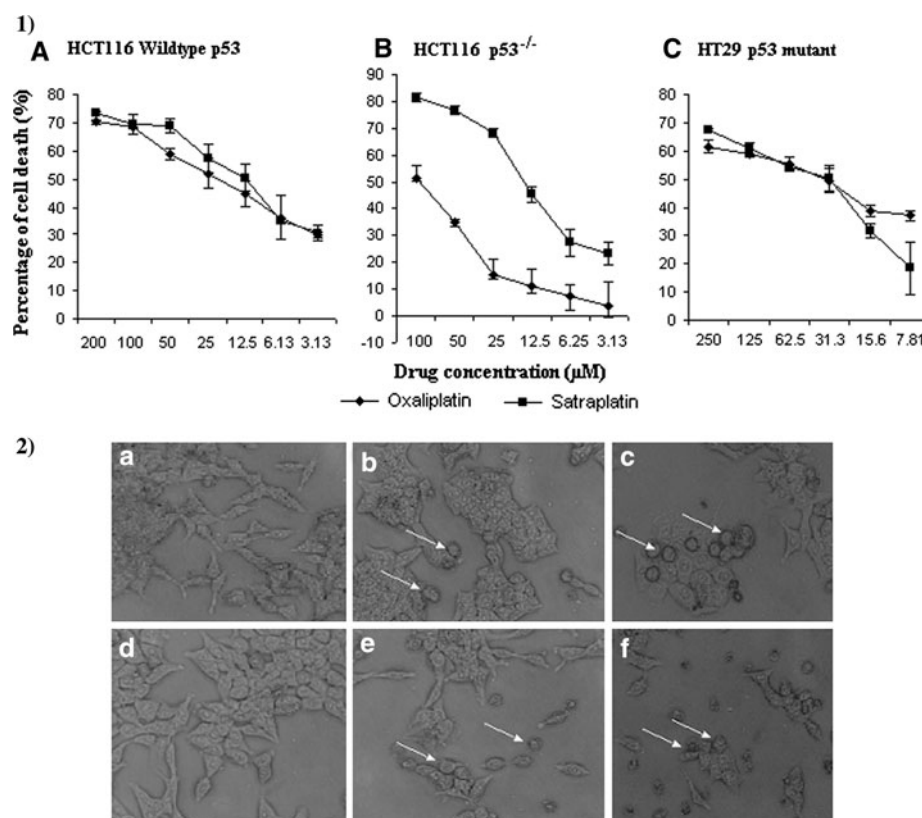 1)
A HCT116 Wildtype p53
B HCT116 p53-/-
C HT29 p53 mutant
Percentage of cell death (%)
80
70
60
50
40
30
20
10
0
200 100 50 25 12.5 6.13 3.13
90
80
70
60
50
40
30
20
10
0
-10
100 50 25 12.5 6.25 3.13
80
70
60
50
40
30
20
10
0
250 125 62.5 31.3 15.6 7.81
Drug concentration (µM)
Oxaliplatin Satraplatin
2)
a b c
d e f